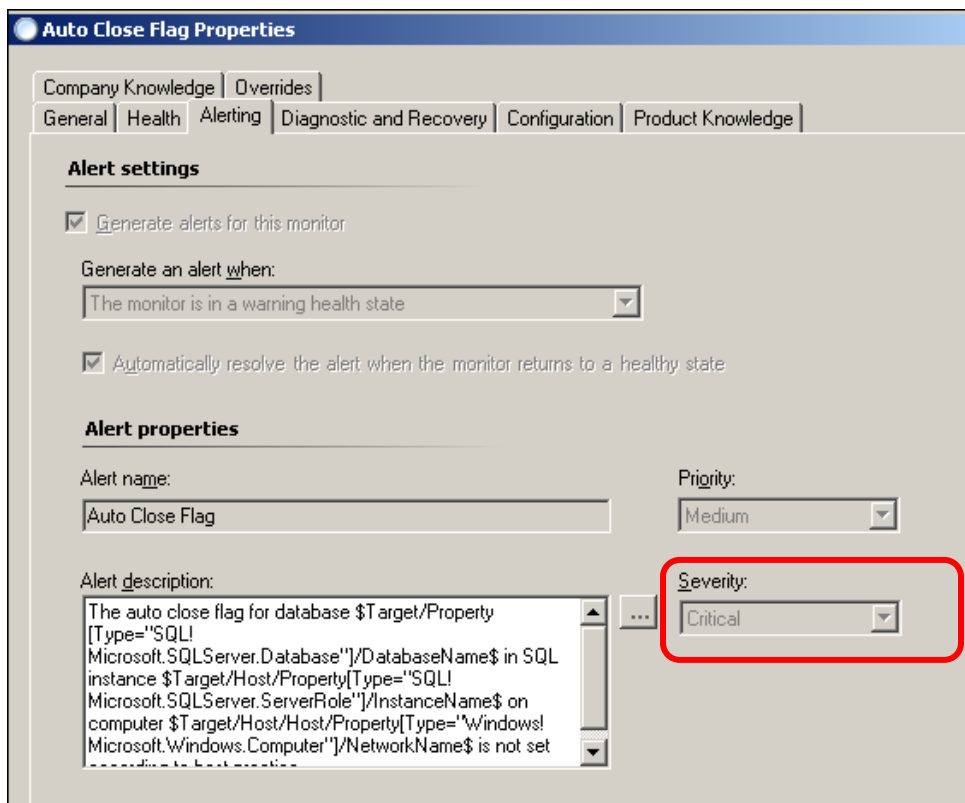 Auto Close Flag Properties
Company Knowledge Overrides
General Health Alerting Diagnostic and Recovery Configuration Product Knowledge
Alert settings
Generate alerts for this monitor
Generate an alert when:
The monitor is in a warning health state
Automatically resolve the alert when the monitor returns to a healthy state
Alert properties
Alert name:
Priority:
Auto Close Flag
Medium
Alert description:
Severity:
The auto close flag for database $Target/Property
[Type="SQL!
Microsoft.SQLServer.Database"]/DatabaseName$ in SQL
instance $Target/Host/Property[Type="SQL!
Microsoft.SQLServer.ServerRole"]/InstanceName$ on
computer $Target/Host/Host/Property[Type="Windows!
Microsoft.Windows.Computer"]/NetworkName$ is not set
...
Critical